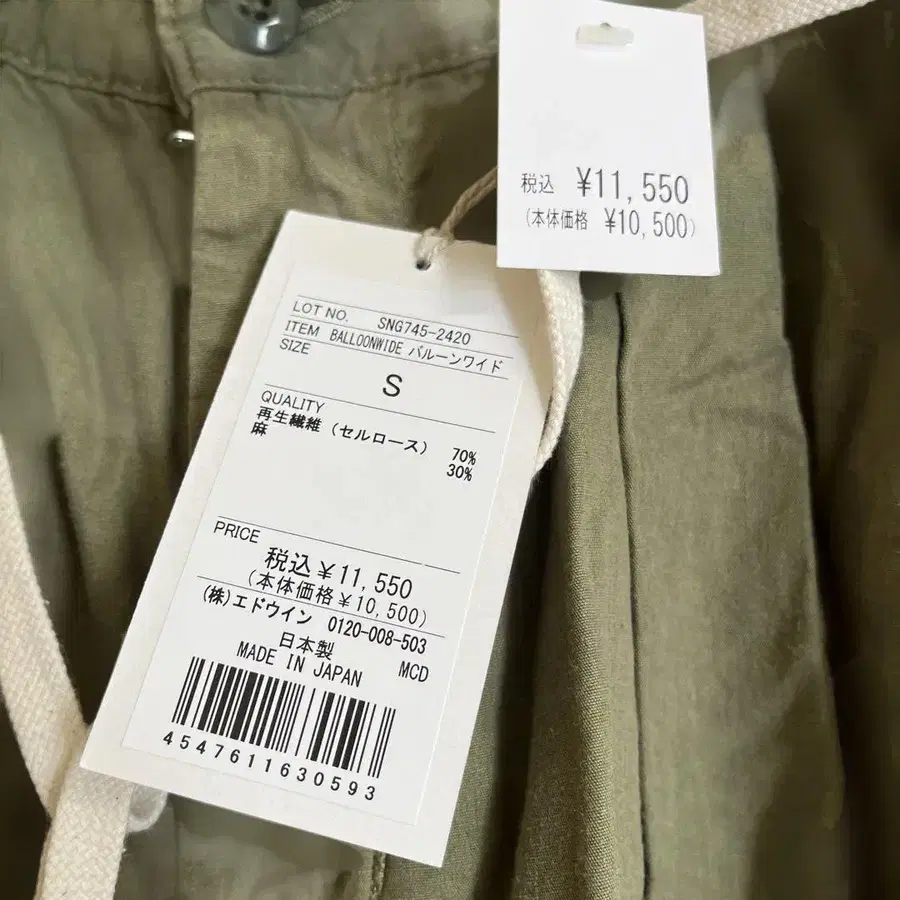 税込 ¥11,550
(本体価格 ¥10,500)
LOT NO. SNG745-2420
ITEM BALLOONWIDE バルーンワイド
SIZE
S
QUALITY
再生繊維(セルロース) 70%
麻 30%
PRICE
税込¥11,550
(本体価格¥10,500)
(株)エドウイン 0120-008-503
日本製 MCD
MADE IN JAPAN
4547611630593